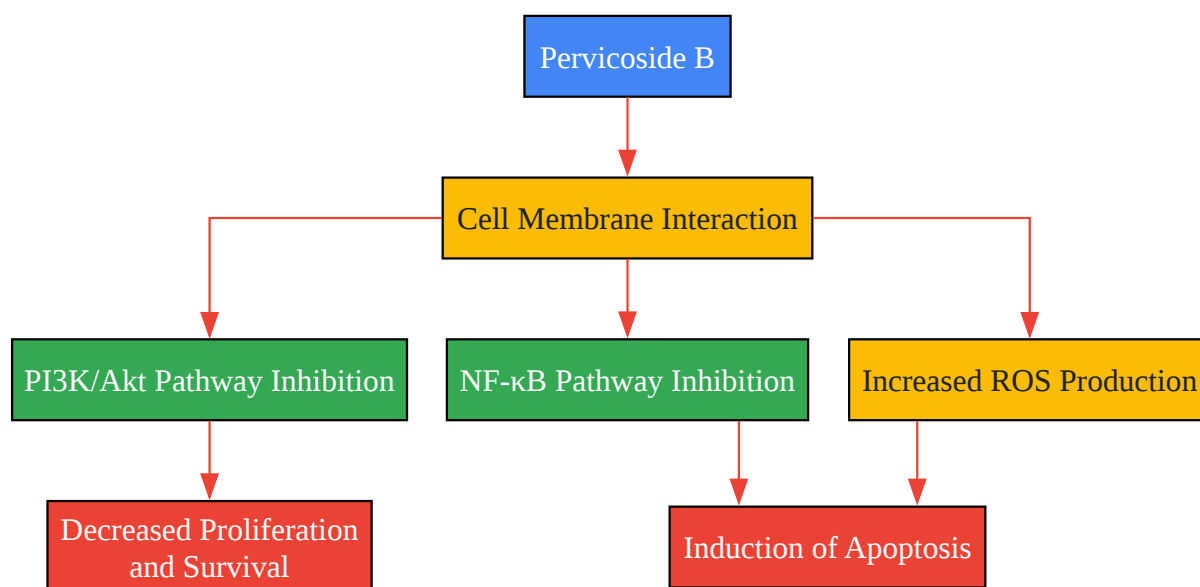 Pervicoside B
Cell Membrane Interaction
PI3K/Akt Pathway Inhibition
NF-κB Pathway Inhibition
Increased ROS Production
Decreased Proliferation
and Survival
Induction of Apoptosis